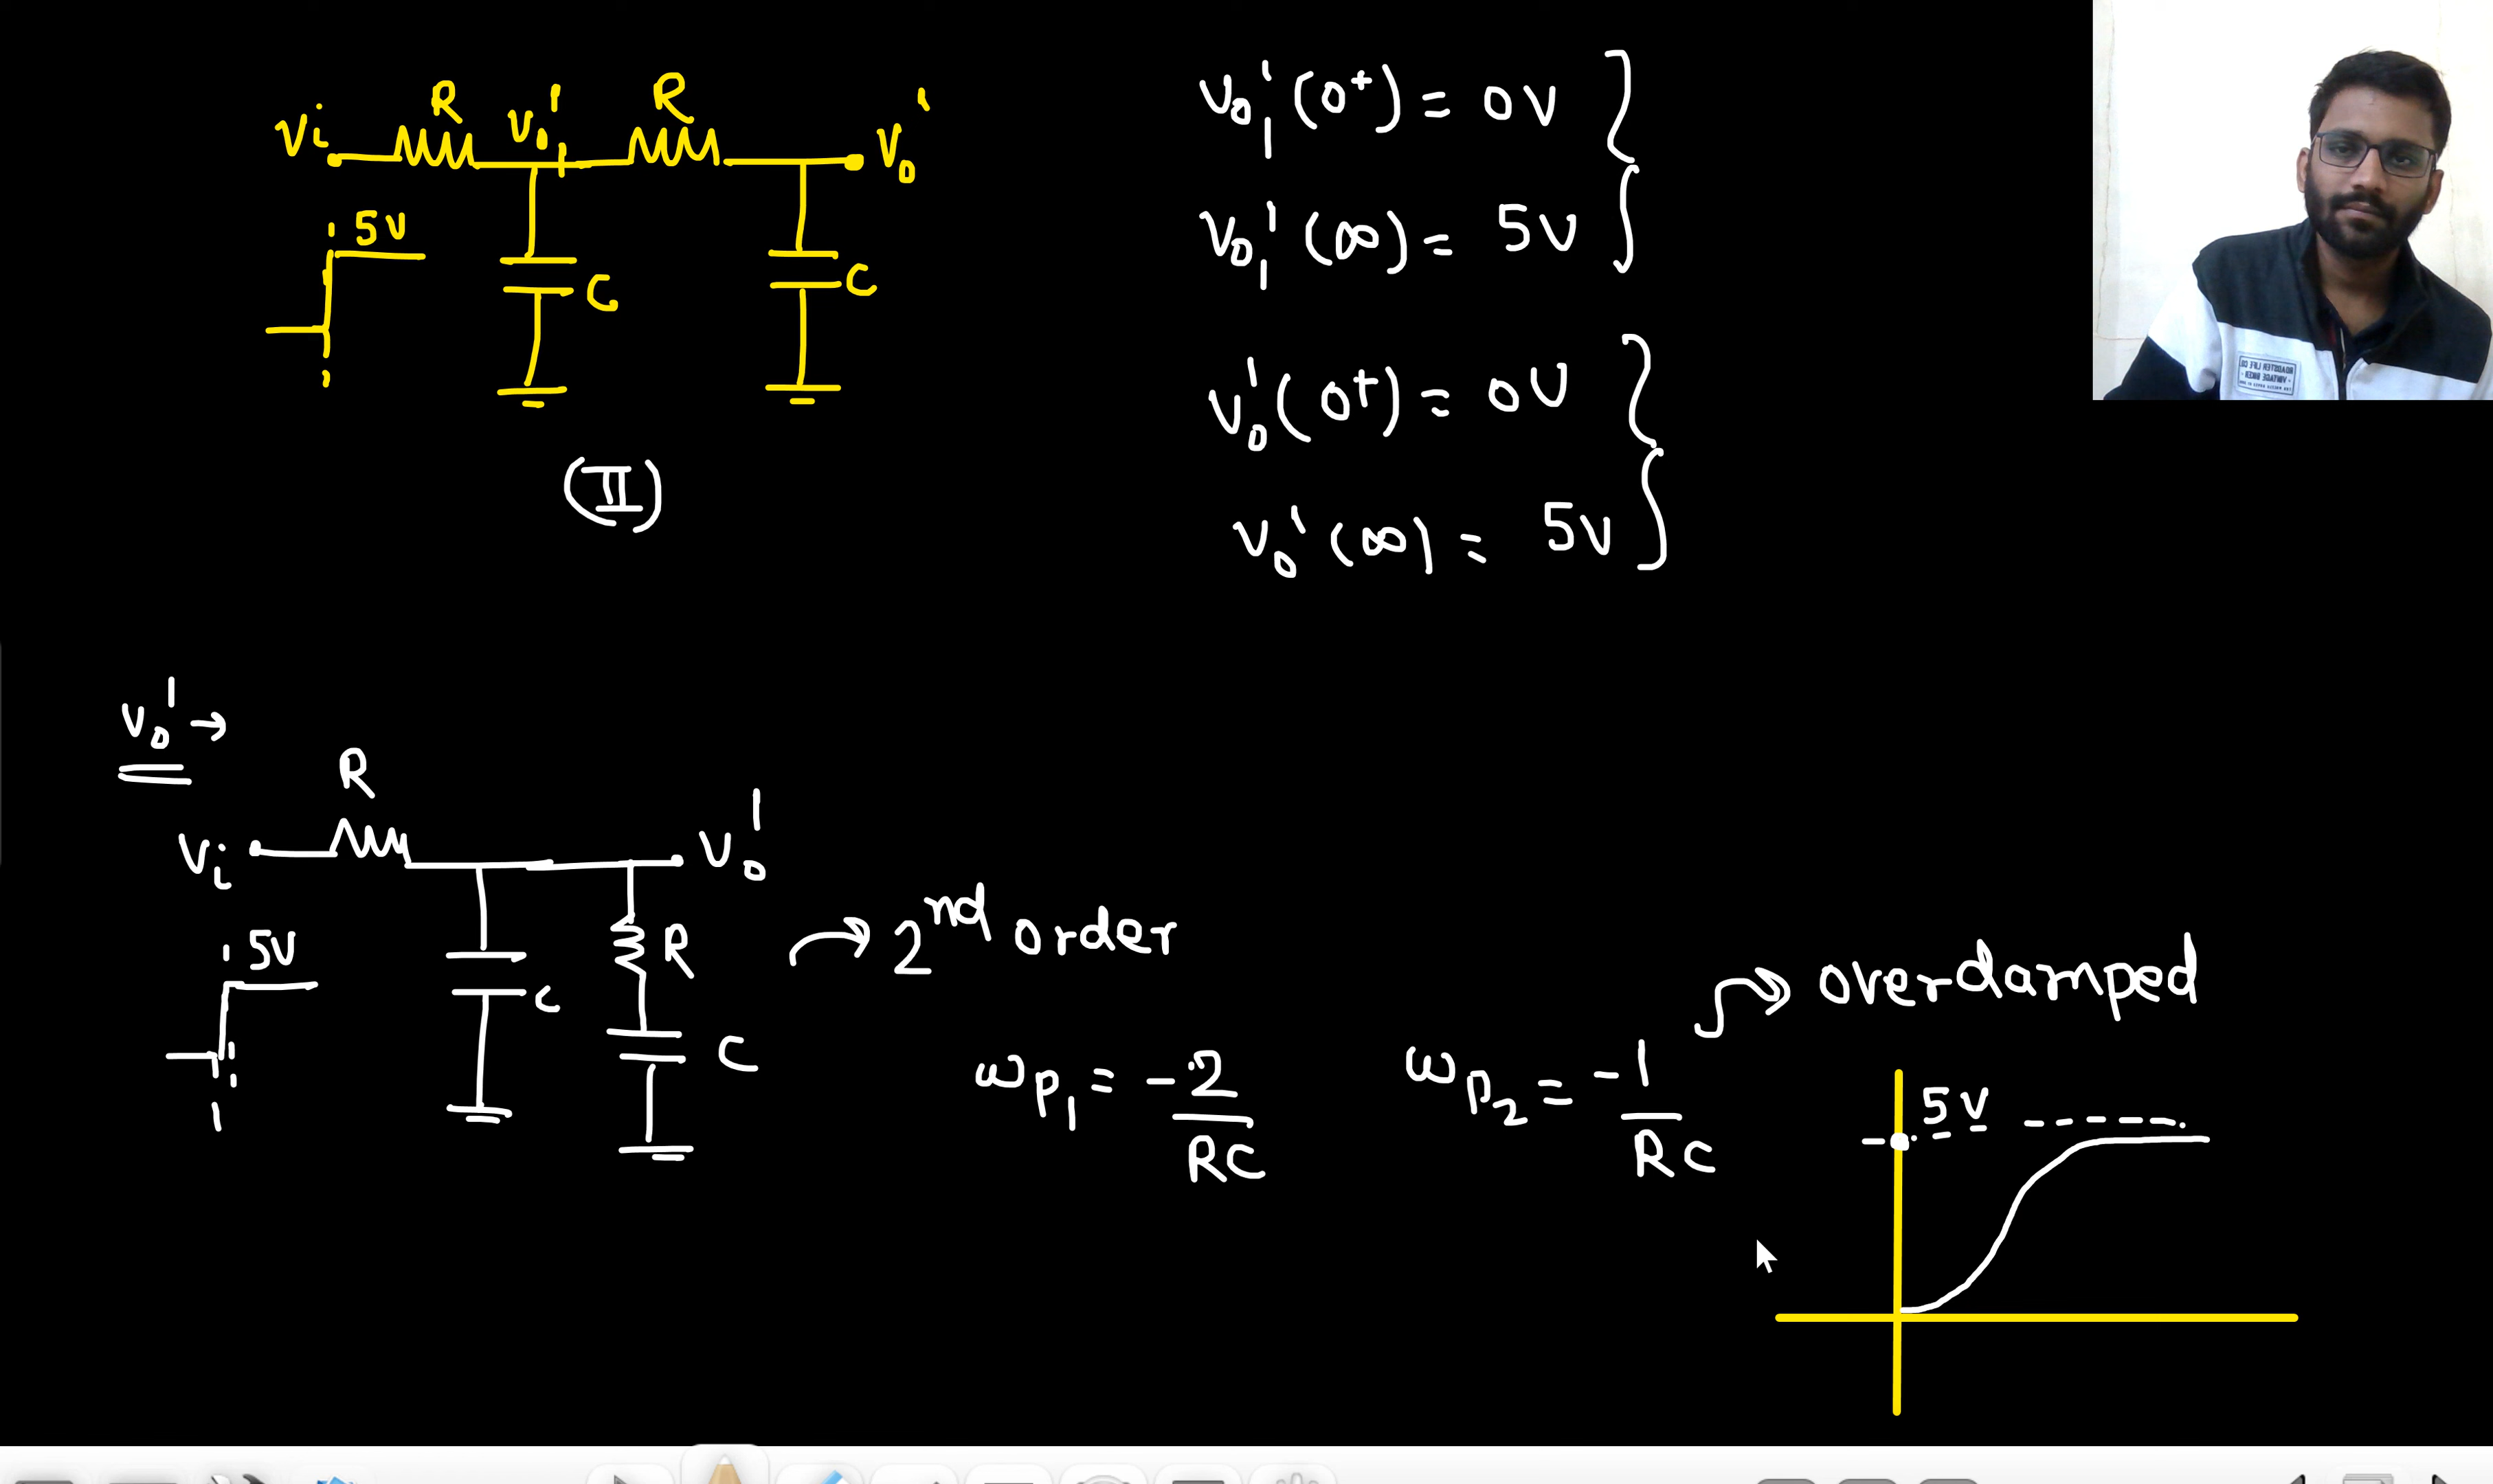 R R
Vi V₀₁' V₀'
5V
C C
(II)
V₀₁'(0⁺) = 0V
V₀₁'(∞) = 5V
V₀'(0⁺) = 0V
V₀'(∞) = 5V
V₀' →
R
Vi V₀'
5V
C
R
C
→ 2nd order
ωp₁ = -2/RC
ωp₂ = -1/RC
→ overdamped
5V